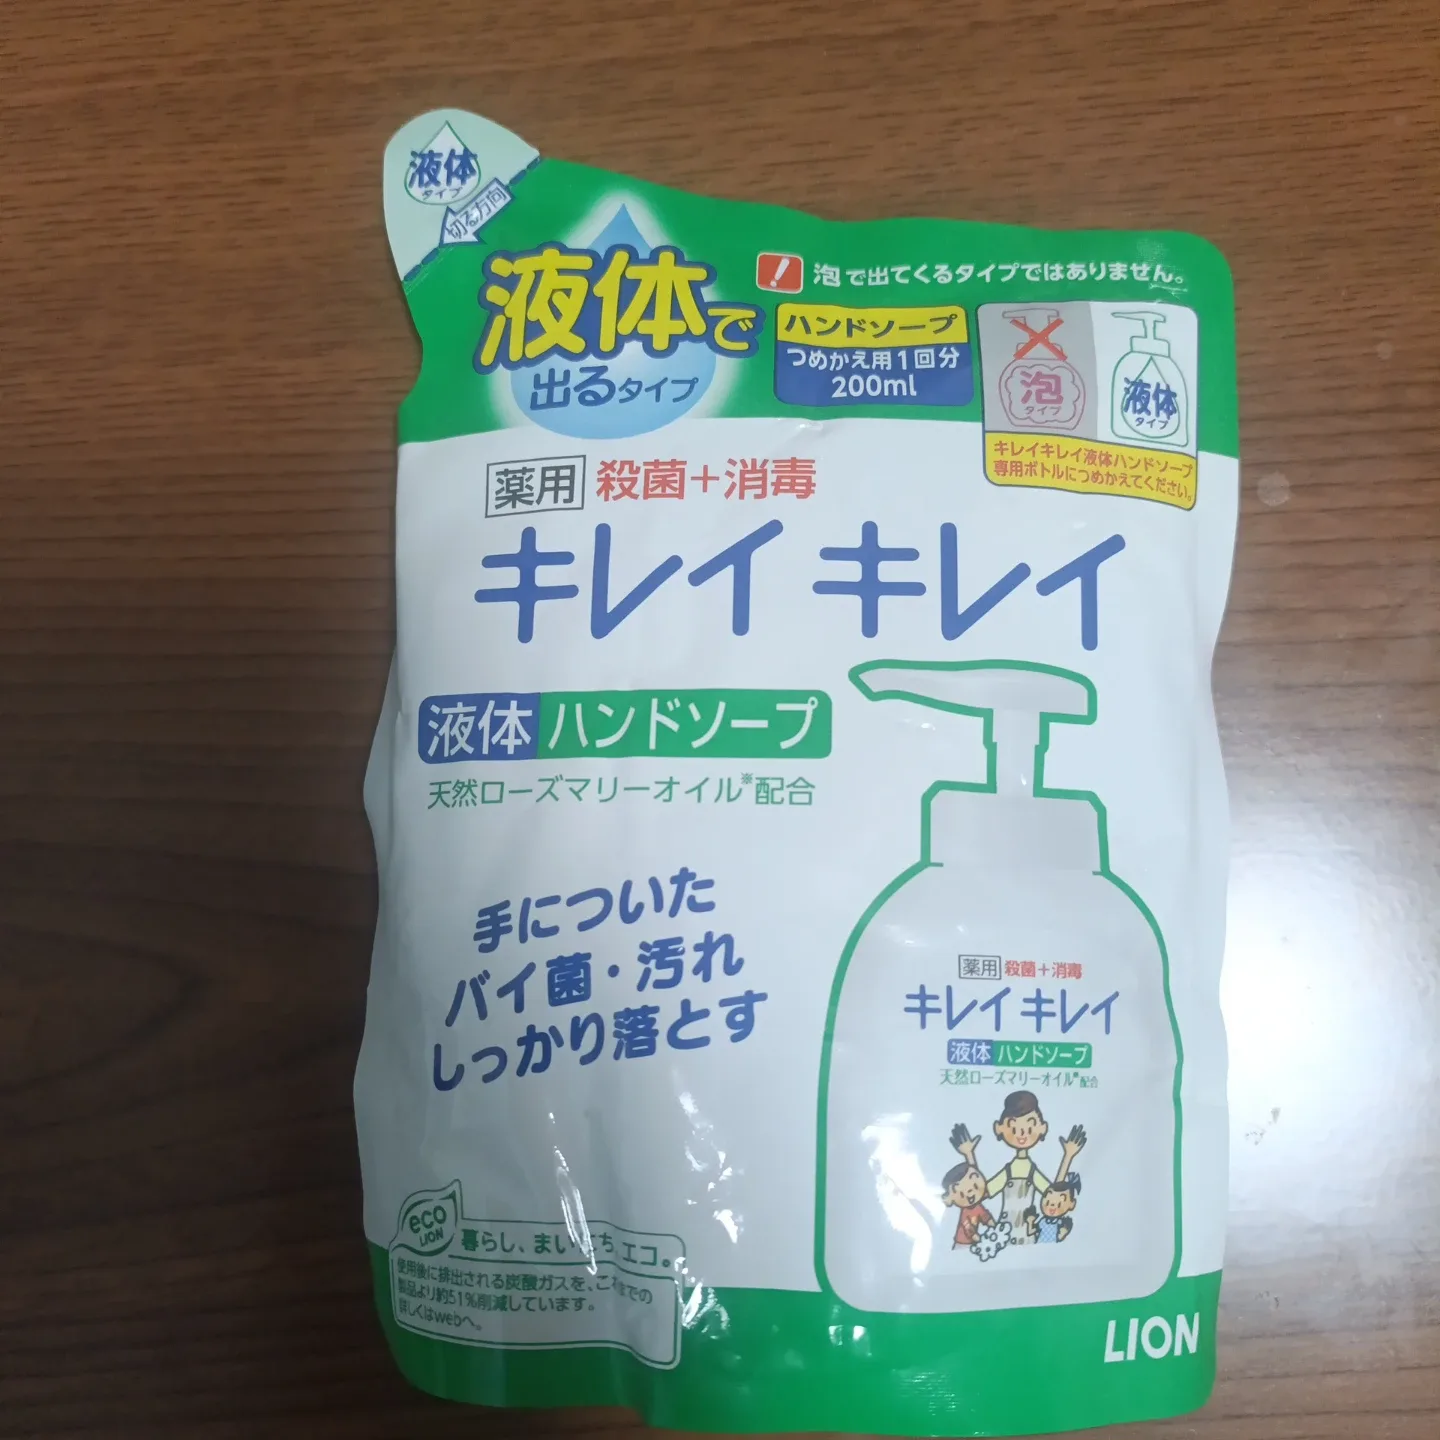 液体
タイプ
切る方向
液体で
出るタイプ
! 泡で出てくるタイプではありません。
ハンドソープ
つめかえ用1回分
200ml
泡
タイプ
液体
タイプ
キレイキレイ液体ハンドソープ
専用ボトルにつめかえてください。
薬用 殺菌+消毒
キレイキレイ
液体ハンドソープ
天然ローズマリーオイル※配合
手についた
バイ菌・汚れ
しっかり落とす
薬用 殺菌+消毒
キレイキレイ
液体ハンドソープ
天然ローズマリーオイル※配合
eco
LION
暮らし、まいにち、エコ。
使用後に排出される炭酸ガスを、これまでの
製品より約51%削減しています。
詳しくはwebへ。
LION